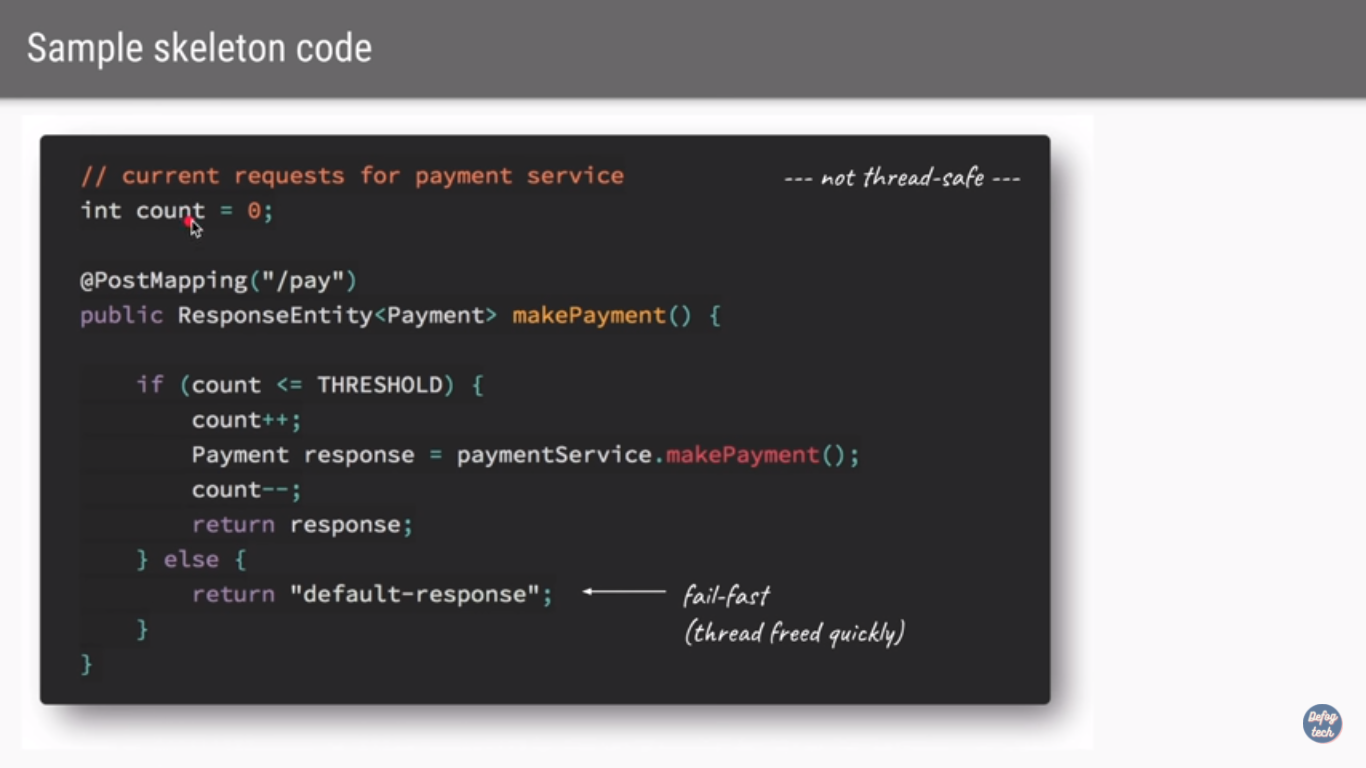 Sample skeleton code
// current requests for payment service
--- not thread-safe ---
int count = 0;
@PostMapping("/pay")
public ResponseEntity<Payment> makePayment() {
if (count <= THRESHOLD) {
count++;
Payment response = paymentService.makePayment();
count--;
return response;
} else {
return "default-response";
fail-fast
(thread freed quickly)
}
}
Defog
tech